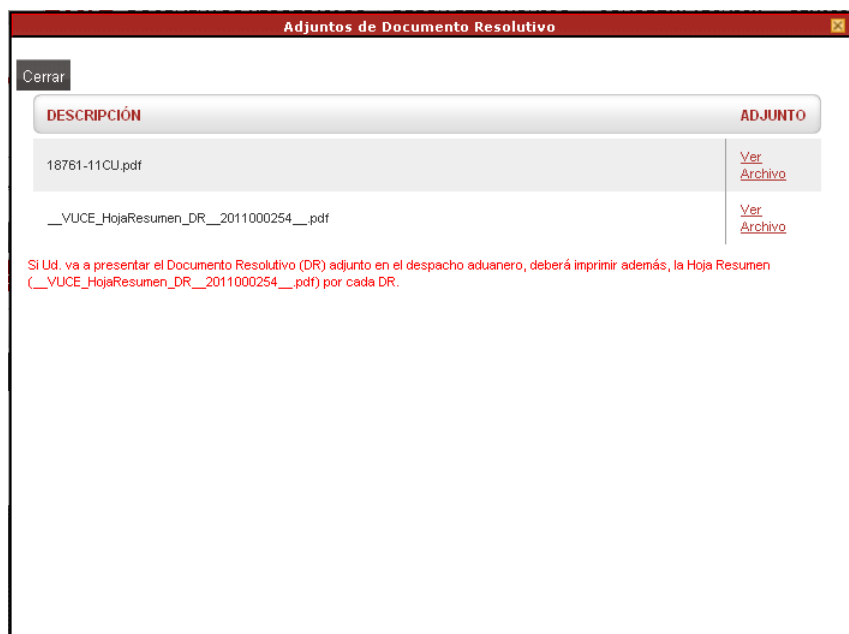 Adjuntos de Documento Resolutivo
Cerrar
DESCRIPCIÓN ADJUNTO
18761-11CU.pdf
Ver
Archivo
__VUCE_HojaResumen_DR__2011000254__.pdf
Ver
Archivo
Si Ud. va a presentar el Documento Resolutivo (DR) adjunto en el despacho aduanero, deberá imprimir además, la Hoja Resumen
(__VUCE_HojaResumen_DR__2011000254__.pdf) por cada DR.